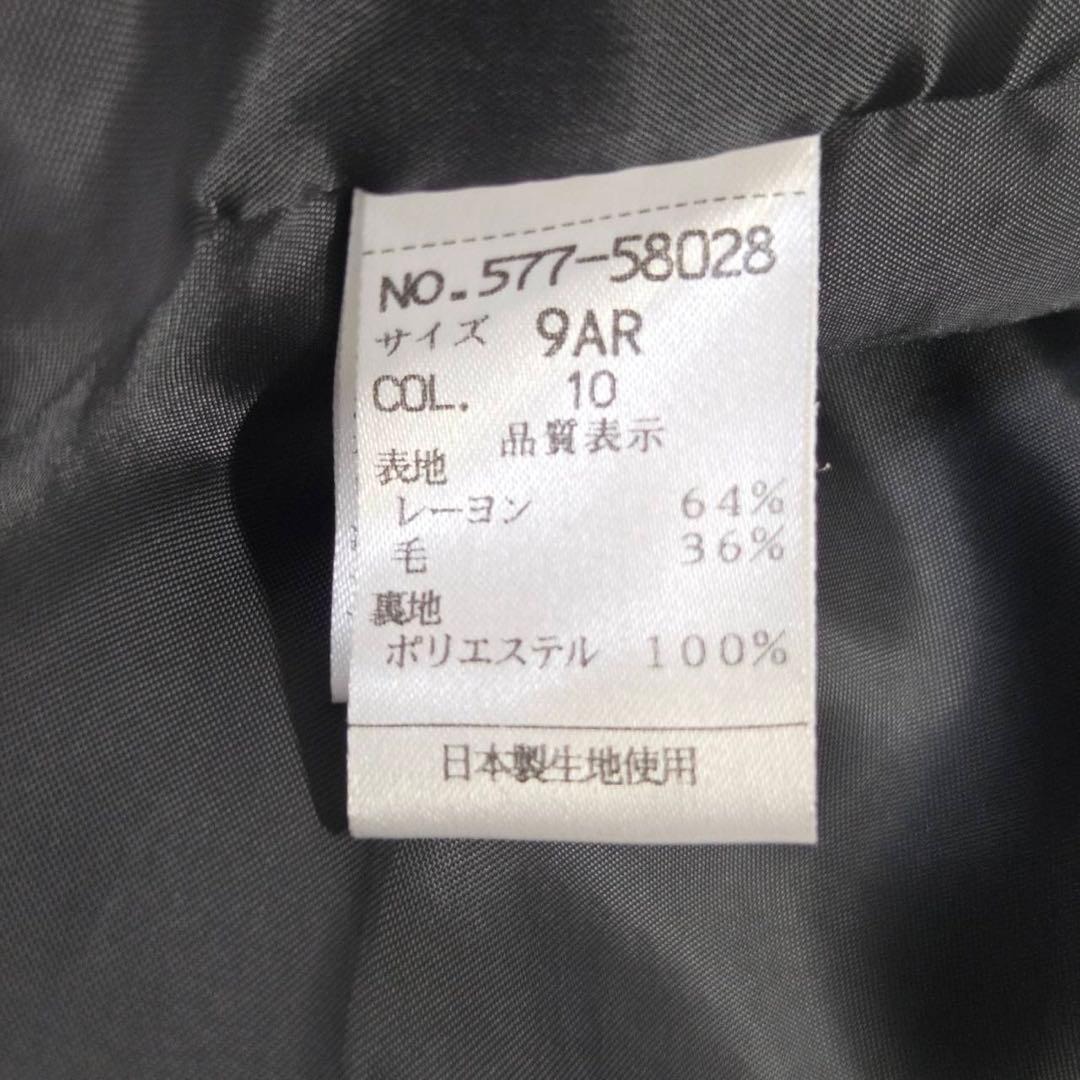 NO.577-58028
サイズ 9AR
COL. 10
品質表示
表地
レーヨン 64%
毛 36%
裏地
ポリエステル 100%
日本製生地使用